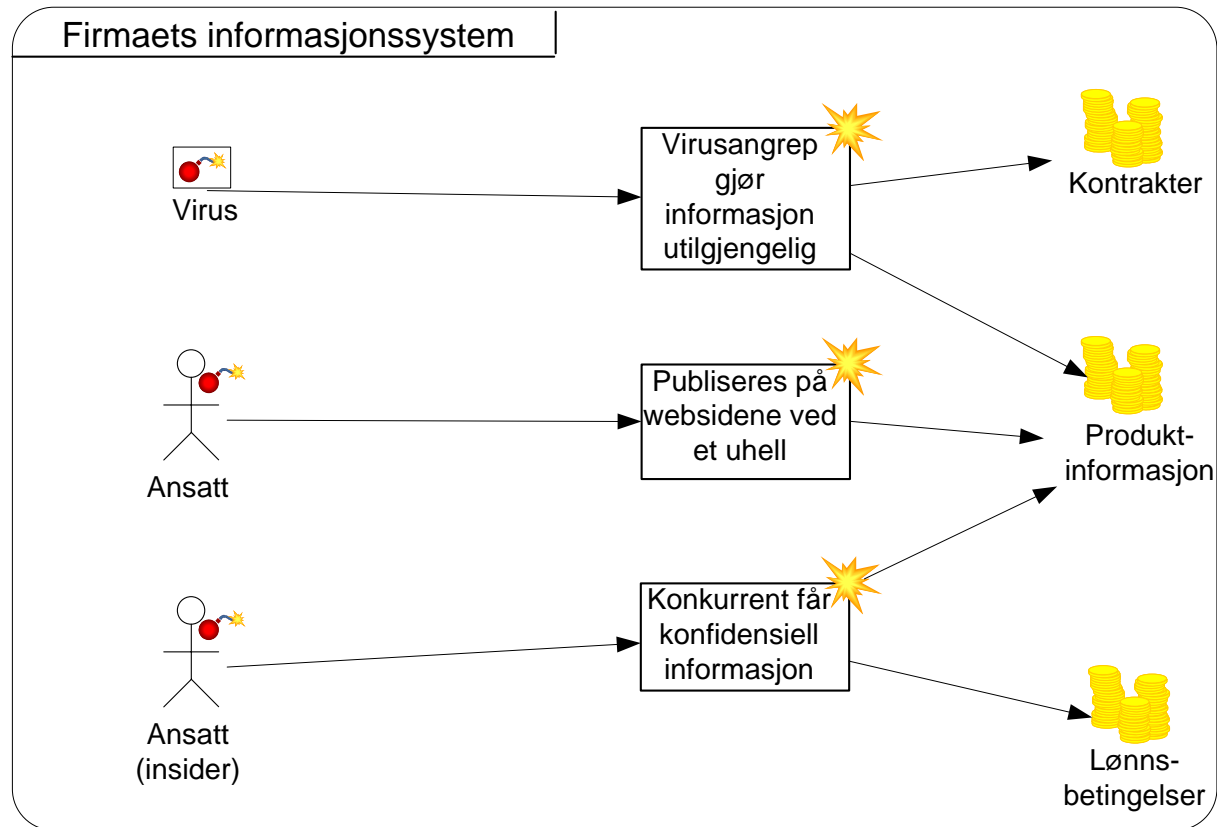 Firmaets informasjonssystem
Virus
Virusangrep
gjør
informasjon
utilgjengelig
Kontrakter
Ansatt
Publiseres på
websidene ved
et uhell
Produkt-
informasjon
Ansatt
(insider)
Konkurrent får
konfidensiell
informasjon
Lønns-
betingelser